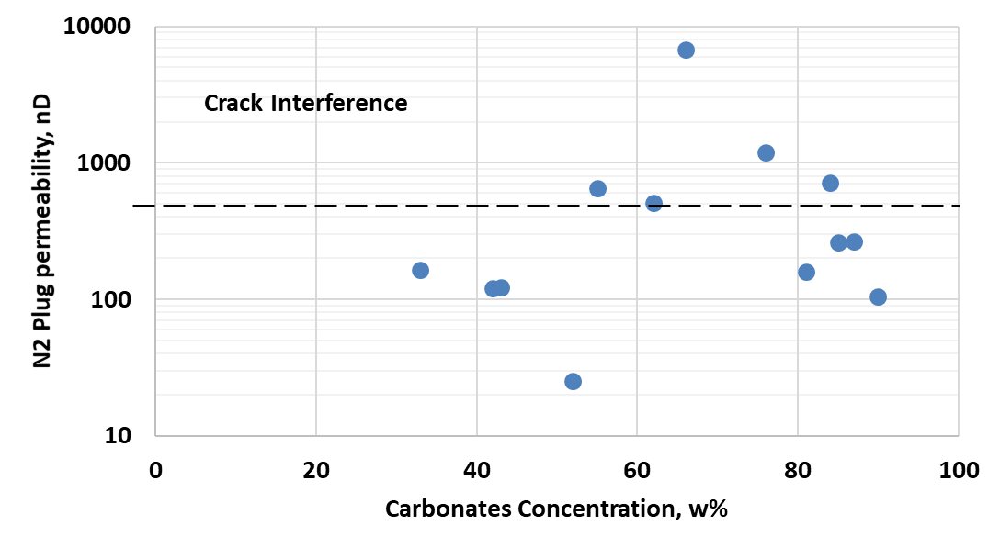 10000
1000
100
10
N2 Plug permeability, nD
Crack Interference
0 20 40 60 80 100
Carbonates Concentration, w%